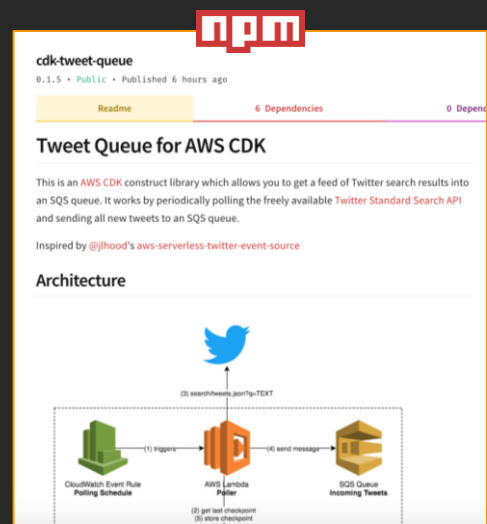 npm
cdk-tweet-queue
0.1.5 • Public • Published 6 hours ago
Readme
6 Dependencies
0 Depend
Tweet Queue for AWS CDK
This is an AWS CDK construct library which allows you to get a feed of Twitter search results into
an SQS queue. It works by periodically polling the freely available Twitter Standard Search API
and sending all new tweets to an SQS queue.
Inspired by @jlhood's aws-serverless-twitter-event-source
Architecture
(3) search/tweets.json?q=TEXT
(1) triggers
(4) send message
CloudWatch Event Rule
Polling Schedule
AWS Lambda
Poller
SQS Queue
Incoming Tweets
(2) get last checkpoint
(5) store checkpoint